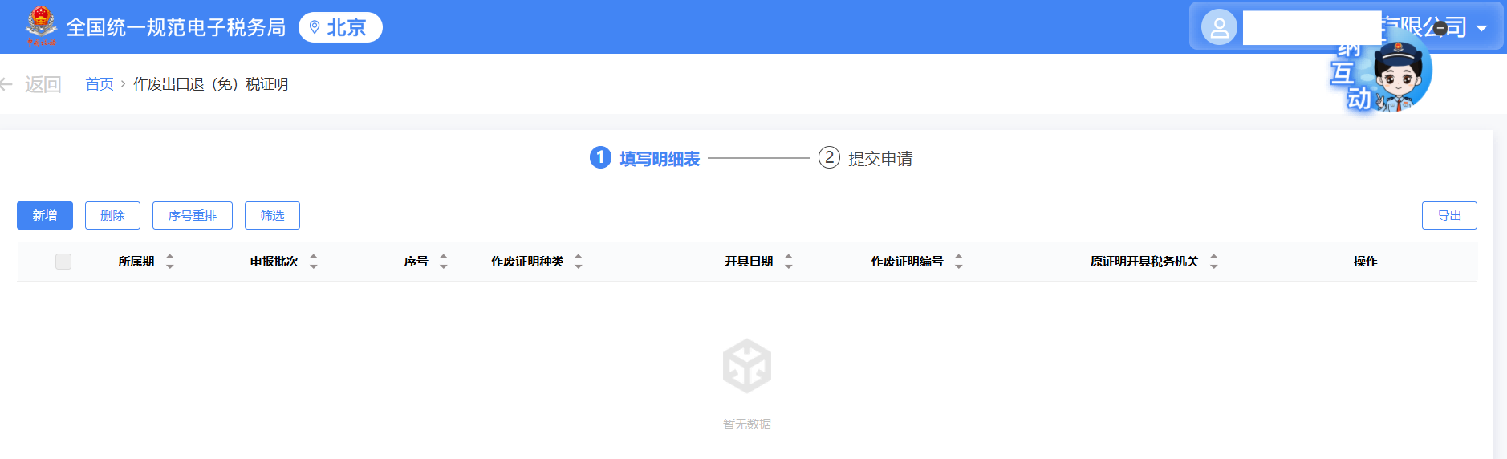 全国统一规范电子税务局 北京
有限公司
纳
互
动
返回 首页 > 作废出口退（免）税证明
1 填写明细表 2 提交申请
新增 删除 序号重排 筛选 导出
所属期 申报批次 序号 作废证明种类 开具日期 作废证明编号 原证明开具税务机关 操作
暂无数据